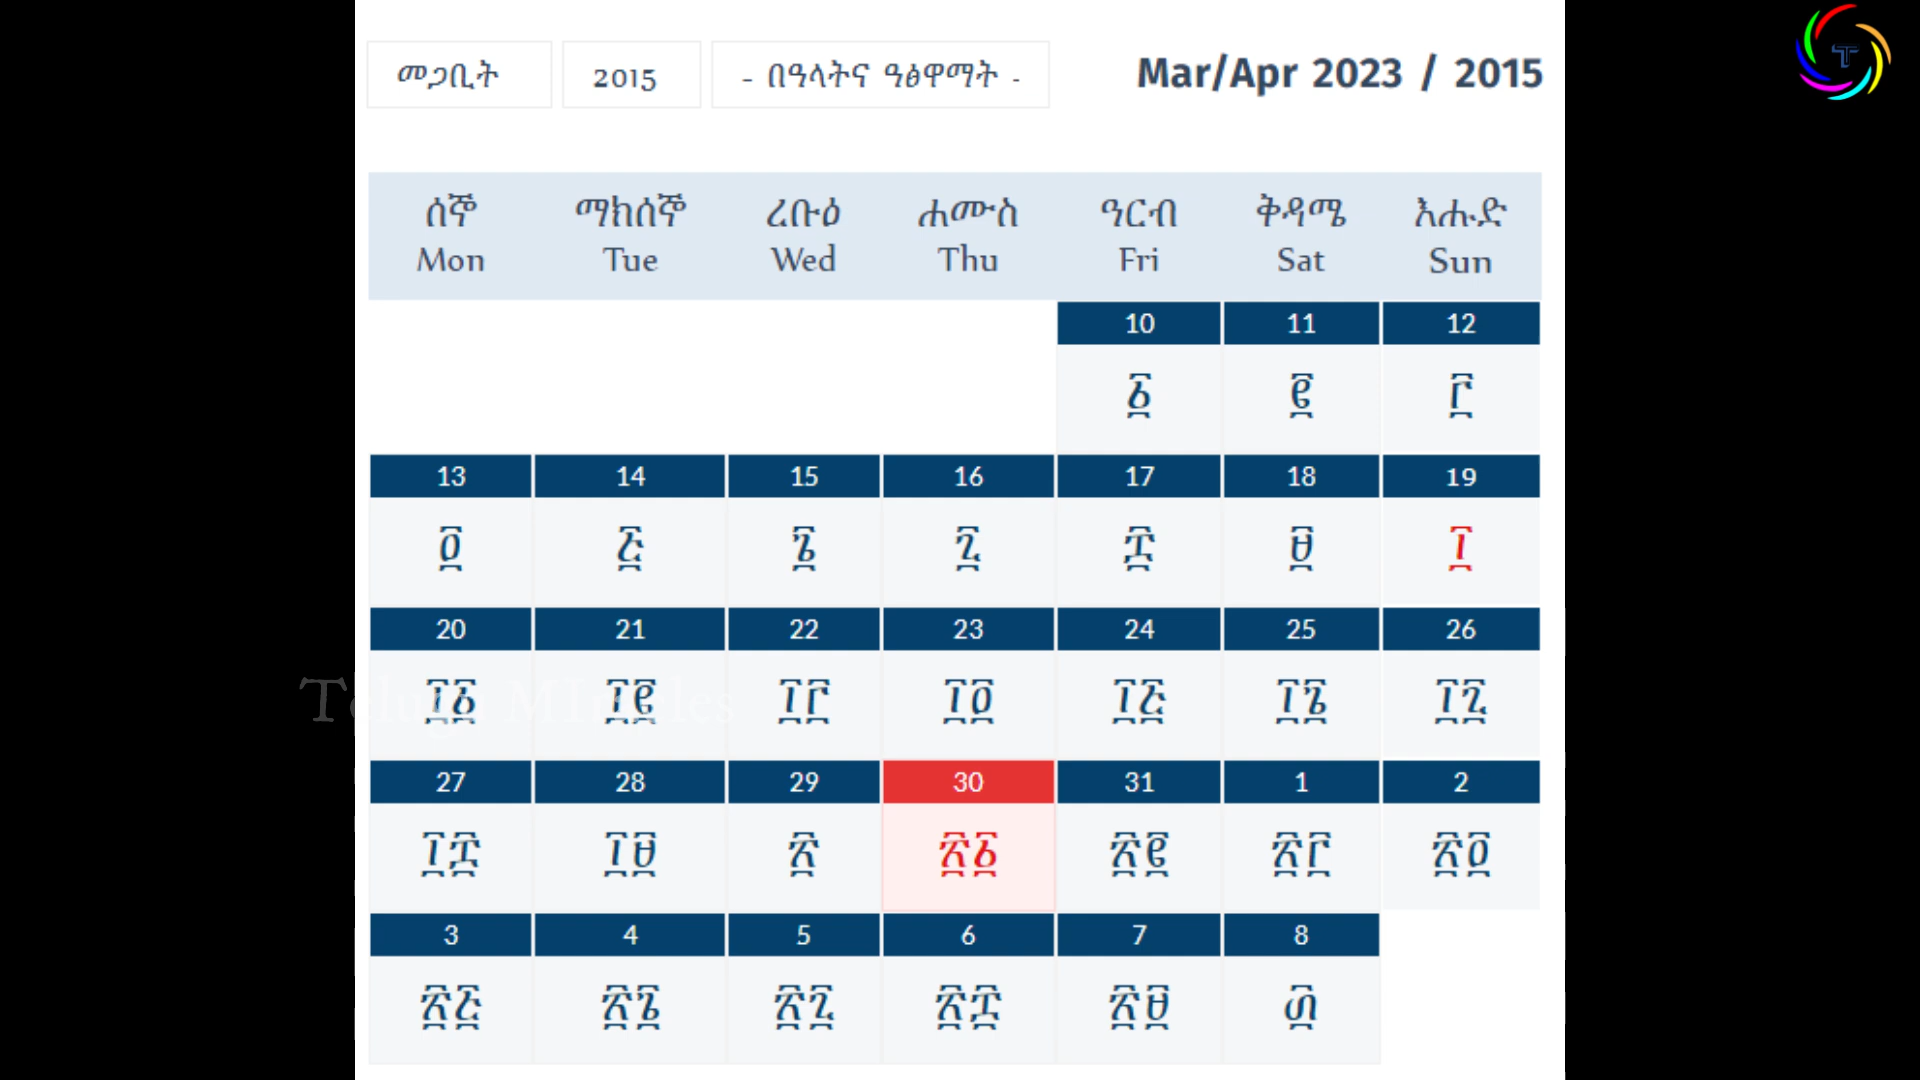 መጋቢት 2015 - በዓላትና ዓፅዋማት - Mar/Apr 2023 / 2015
T
ሰኞ ማክሰኞ ረቡዕ ሐሙስ ዓርብ ቅዳሜ እሑድ
Mon Tue Wed Thu Fri Sat Sun
10 11 12
፩ ፪ ፫
13 14 15 16 17 18 19
፬ ፭ ፮ ፯ ፰ ፱ ፲
20 21 22 23 24 25 26
፲፩ ፲፪ ፲፫ ፲፬ ፲፭ ፲፮ ፲፯
27 28 29 30 31 1 2
፲፰ ፲፱ ፳ ፳፩ ፳፪ ፳፫ ፳፬
3 4 5 6 7 8
፳፭ ፳፮ ፳፯ ፳፰ ፳፱ ፴